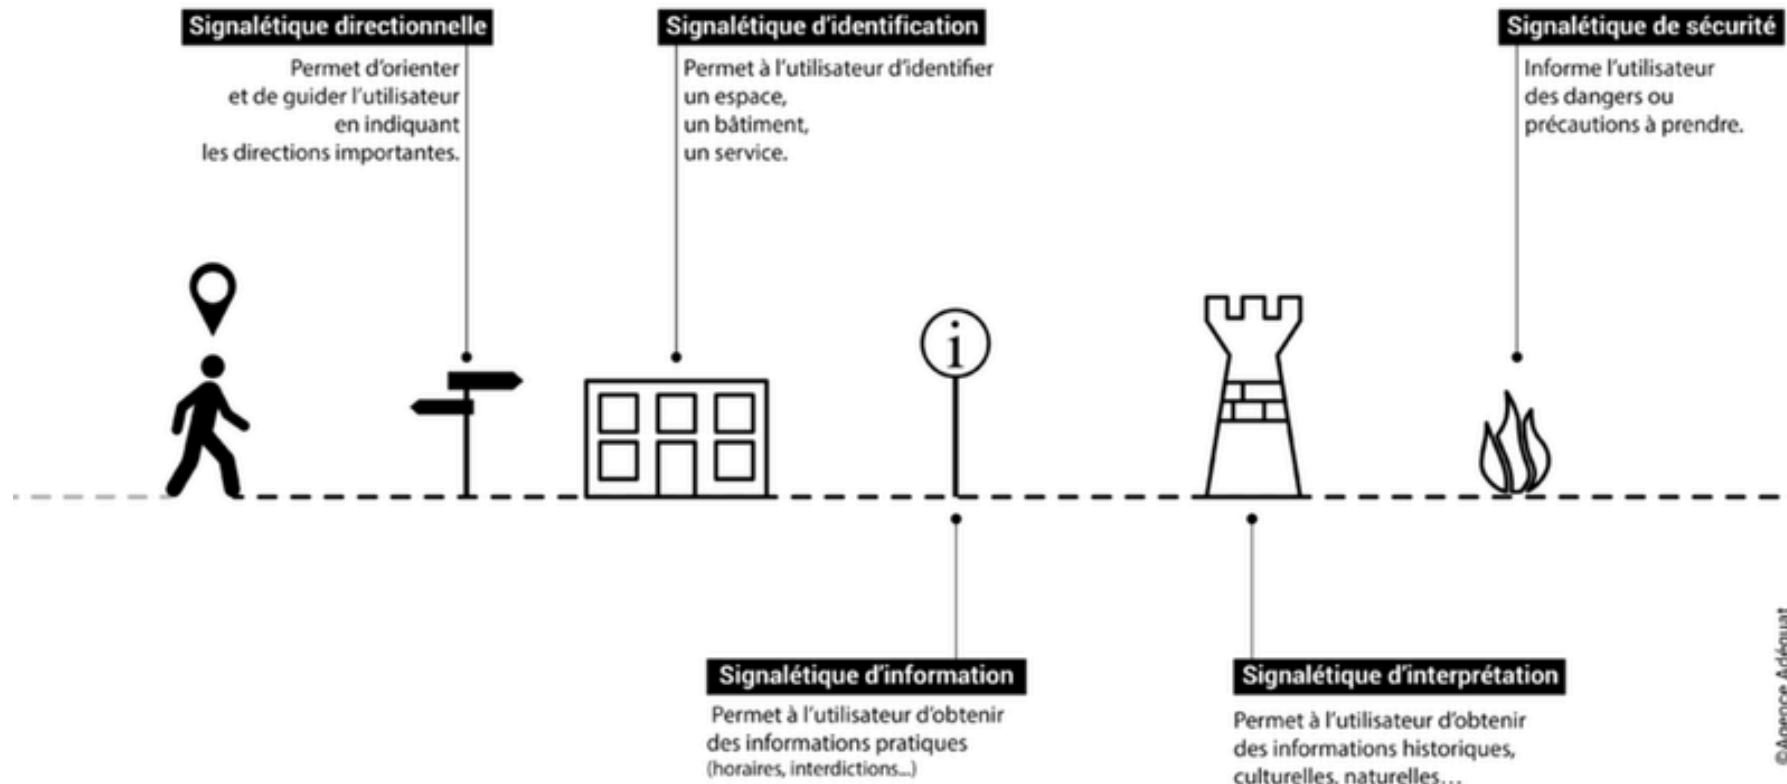 Signalétique directionnelle
Permet d'orienter
et de guider l'utilisateur
en indiquant
les directions importantes.
Signalétique d'identification
Permet à l'utilisateur d'identifier
un espace,
un bâtiment,
un service.
Signalétique de sécurité
Informe l'utilisateur
des dangers ou
précautions à prendre.
i
Signalétique d'information
Permet à l'utilisateur d'obtenir
des informations pratiques
(horaires, interdictions...)
Signalétique d'interprétation
Permet à l'utilisateur d'obtenir
des informations historiques,
culturelles, naturelles...
©Agence Adéquat